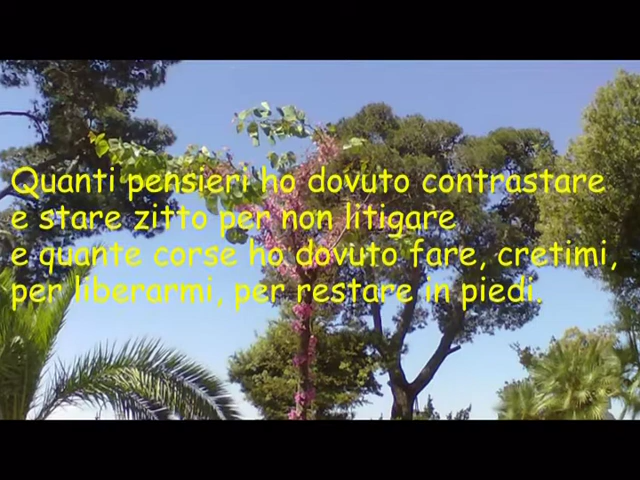 Quanti pensieri ho dovuto contrastare
e stare zitto per non litigare
e quante corse ho dovuto fare, cretimi,
per liberarmi, per restare in piedi.